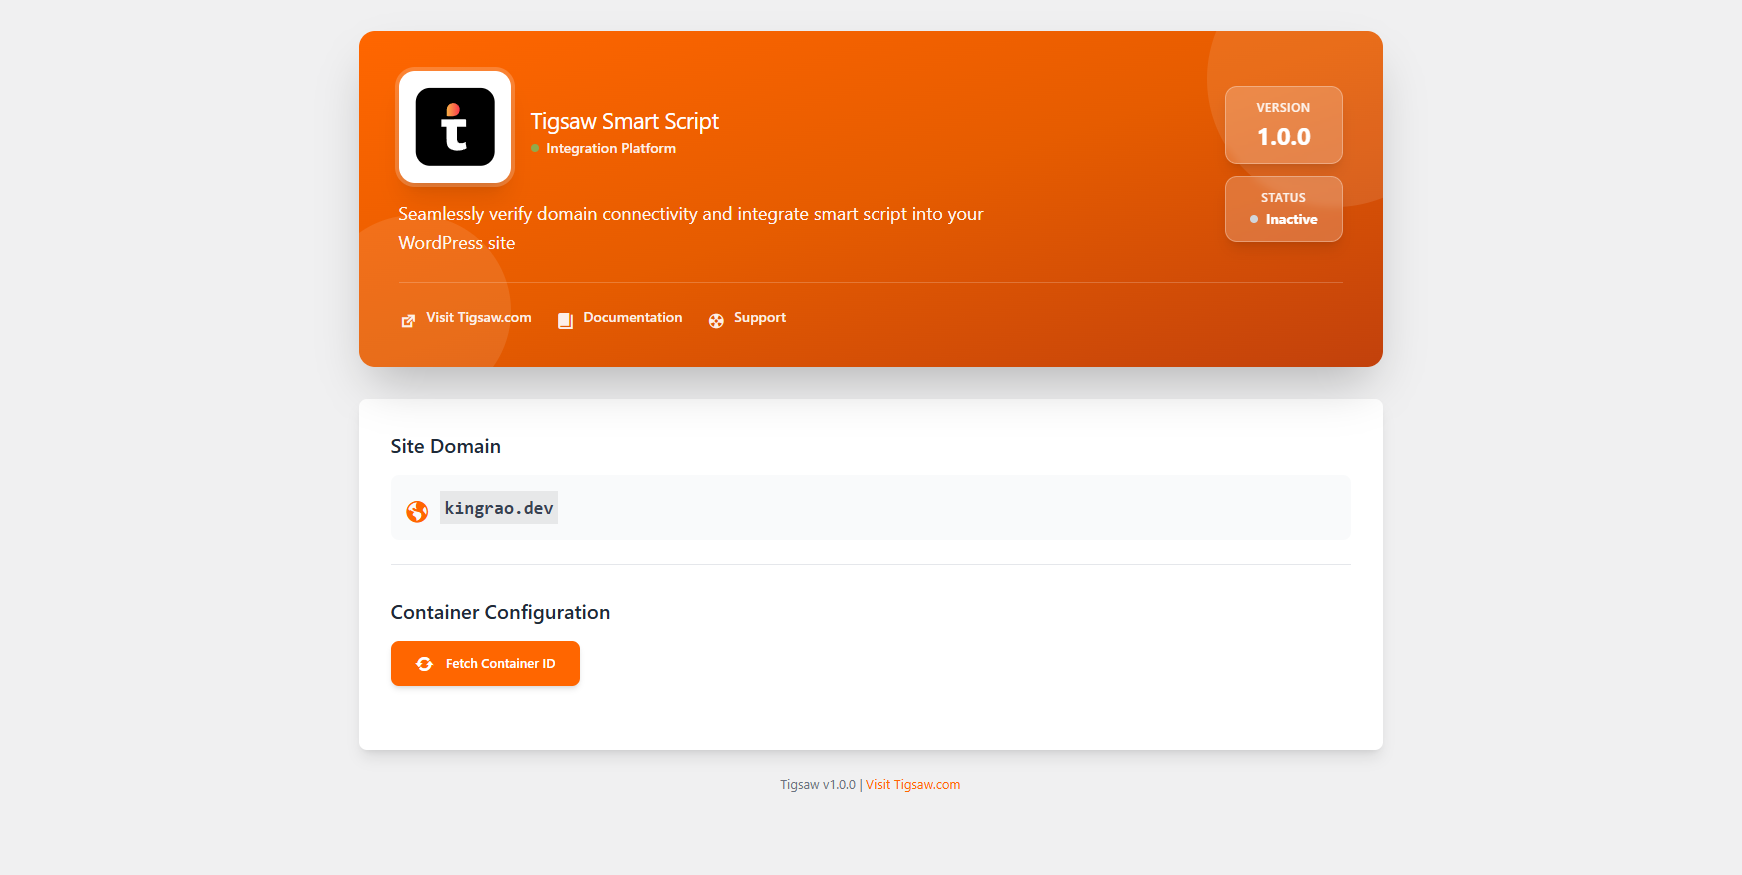 t
Tigsaw Smart Script
Integration Platform
VERSION
1.0.0
STATUS
Inactive
Seamlessly verify domain connectivity and integrate smart script into your
WordPress site
Visit Tigsaw.com
Documentation
Support
Site Domain
kingrao.dev
Container Configuration
Fetch Container ID
Tigsaw v1.0.0 | Visit Tigsaw.com